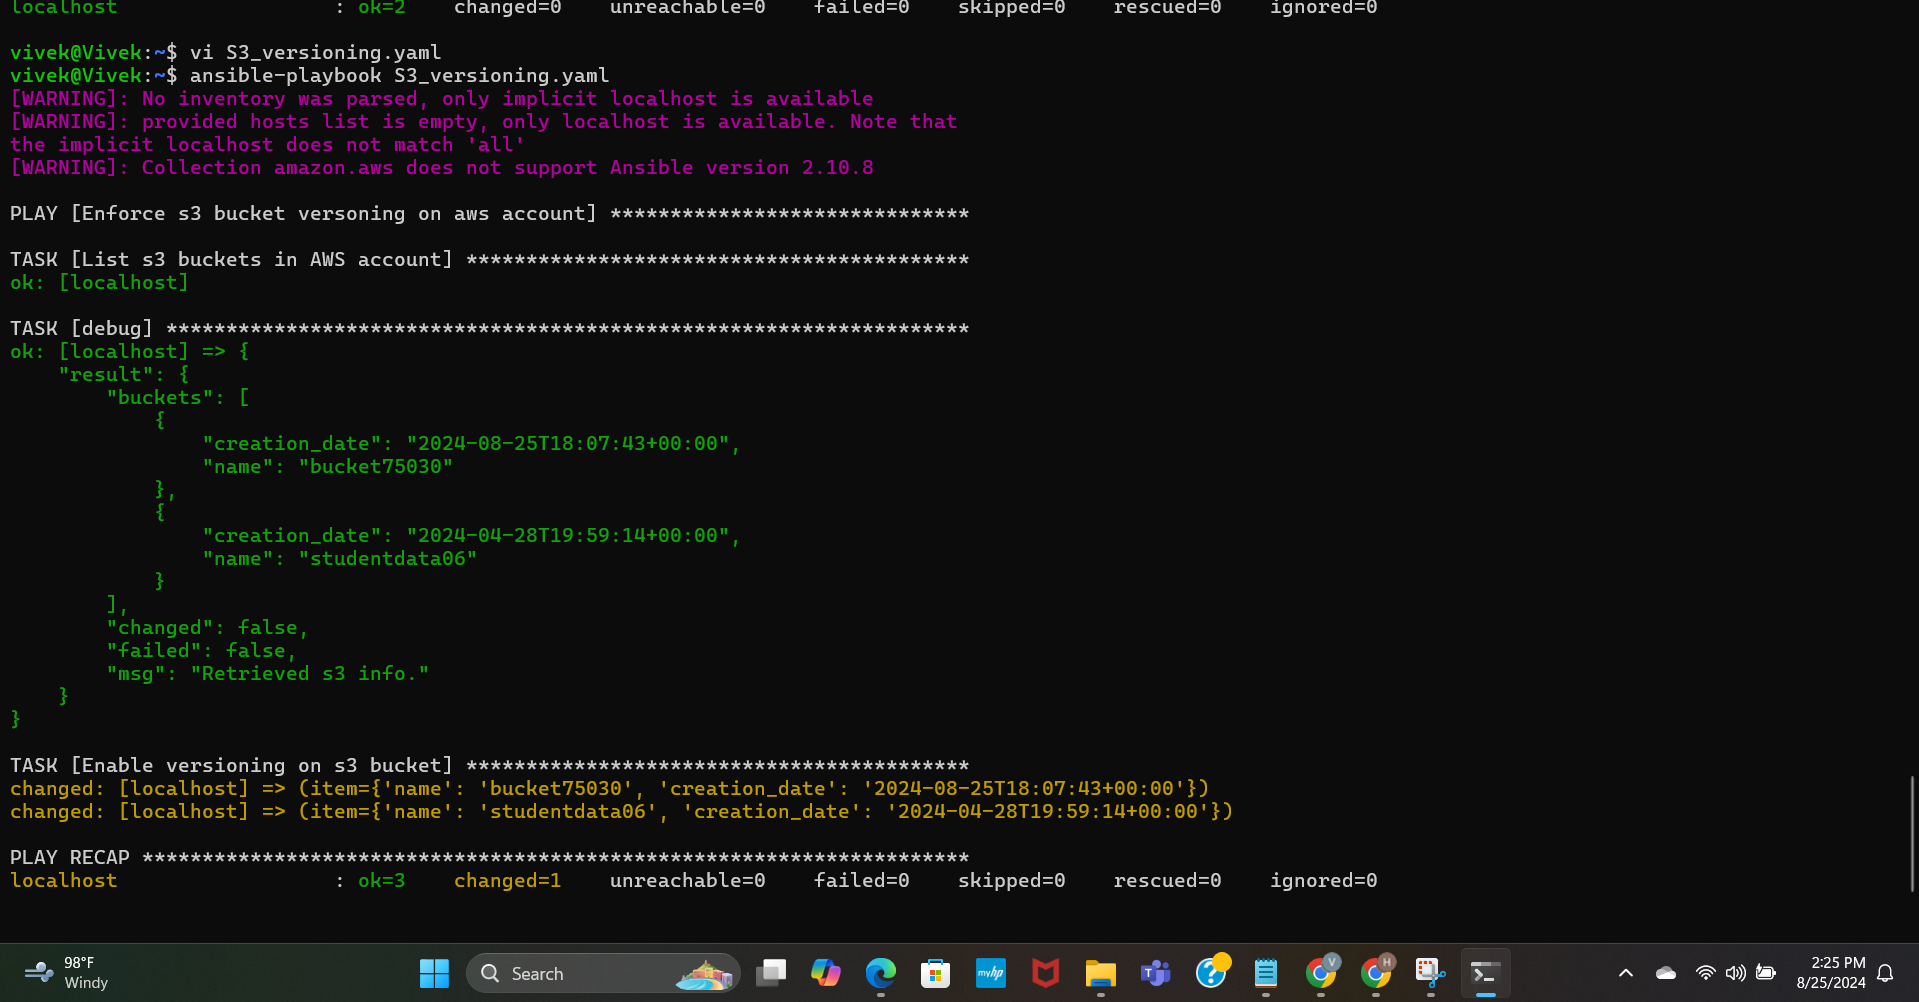 localhost                  : ok=2    changed=0    unreachable=0    failed=0    skipped=0    rescued=0    ignored=0
vivek@Vivek:~$ vi S3_versioning.yaml
vivek@Vivek:~$ ansible-playbook S3_versioning.yaml
[WARNING]: No inventory was parsed, only implicit localhost is available
[WARNING]: provided hosts list is empty, only localhost is available. Note that
the implicit localhost does not match 'all'
[WARNING]: Collection amazon.aws does not support Ansible version 2.10.8
PLAY [Enforce s3 bucket versoning on aws account] ******************************
TASK [List s3 buckets in AWS account] ******************************************
ok: [localhost]
TASK [debug] *******************************************************************
ok: [localhost] => {
    "result": {
        "buckets": [
            {
                "creation_date": "2024-08-25T18:07:43+00:00",
                "name": "bucket75030"
            },
            {
                "creation_date": "2024-04-28T19:59:14+00:00",
                "name": "studentdata06"
            }
        ],
        "changed": false,
        "failed": false,
        "msg": "Retrieved s3 info."
    }
}
TASK [Enable versioning on s3 bucket] ******************************************
changed: [localhost] => (item={'name': 'bucket75030', 'creation_date': '2024-08-25T18:07:43+00:00'})
changed: [localhost] => (item={'name': 'studentdata06', 'creation_date': '2024-04-28T19:59:14+00:00'})
PLAY RECAP *********************************************************************
localhost                  : ok=3    changed=1    unreachable=0    failed=0    skipped=0    rescued=0    ignored=0
98°F
Windy
Search
myhp
T
V
H
2:25 PM
8/25/2024